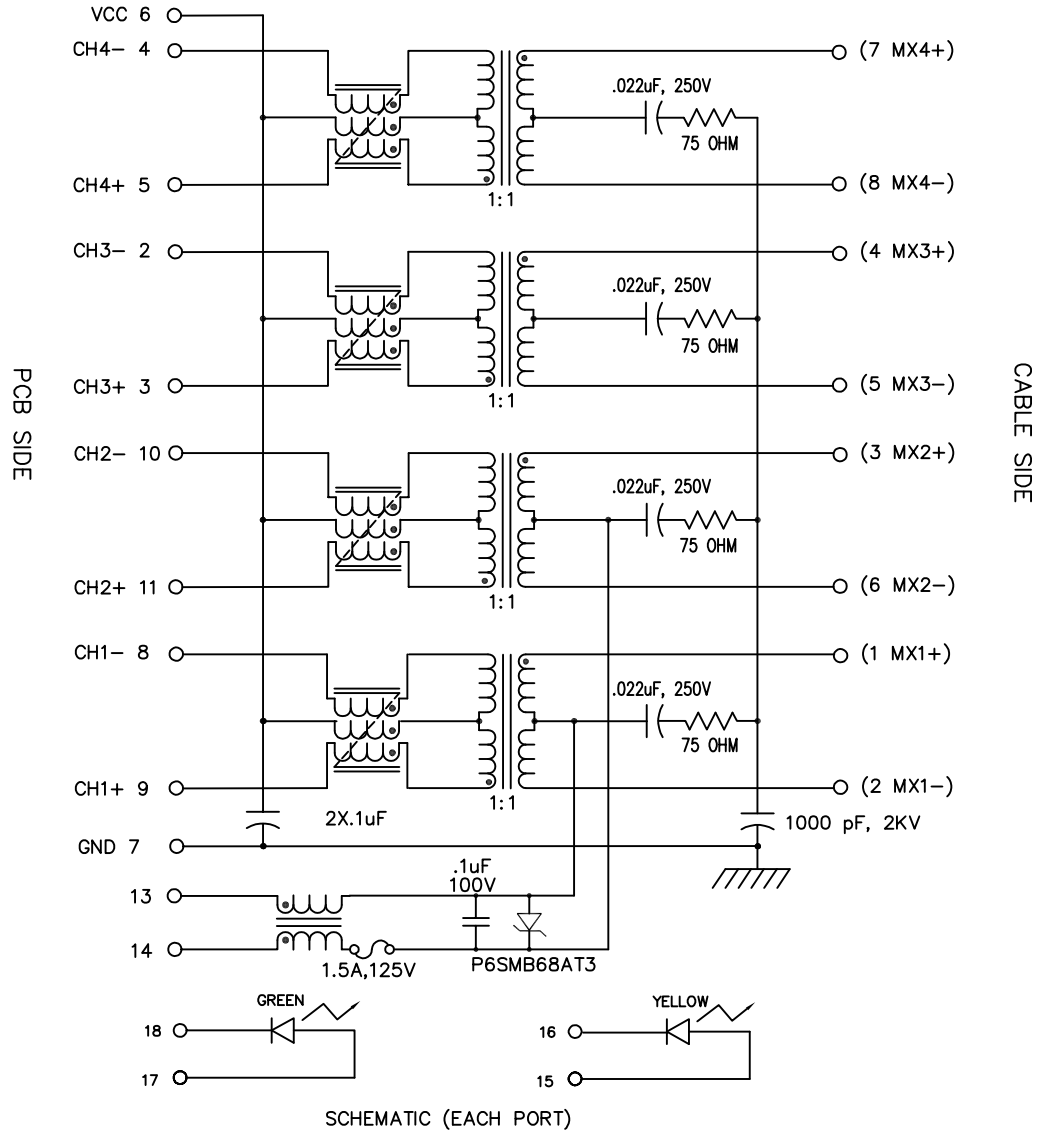 VCC 6
CH4- 4
(7 MX4+)
.022uF, 250V
75 OHM
CH4+ 5
(8 MX4-)
1:1
CH3- 2
(4 MX3+)
.022uF, 250V
75 OHM
CH3+ 3
(5 MX3-)
1:1
PCB SIDE
CABLE SIDE
CH2- 10
(3 MX2+)
.022uF, 250V
75 OHM
CH2+ 11
(6 MX2-)
1:1
CH1- 8
(1 MX1+)
.022uF, 250V
75 OHM
CH1+ 9
(2 MX1-)
1:1
2X.1uF
1000 pF, 2KV
GND 7
.1uF
100V
13
14
1.5A,125V
P6SMB68AT3
GREEN
YELLOW
18
16
17
15
SCHEMATIC (EACH PORT)